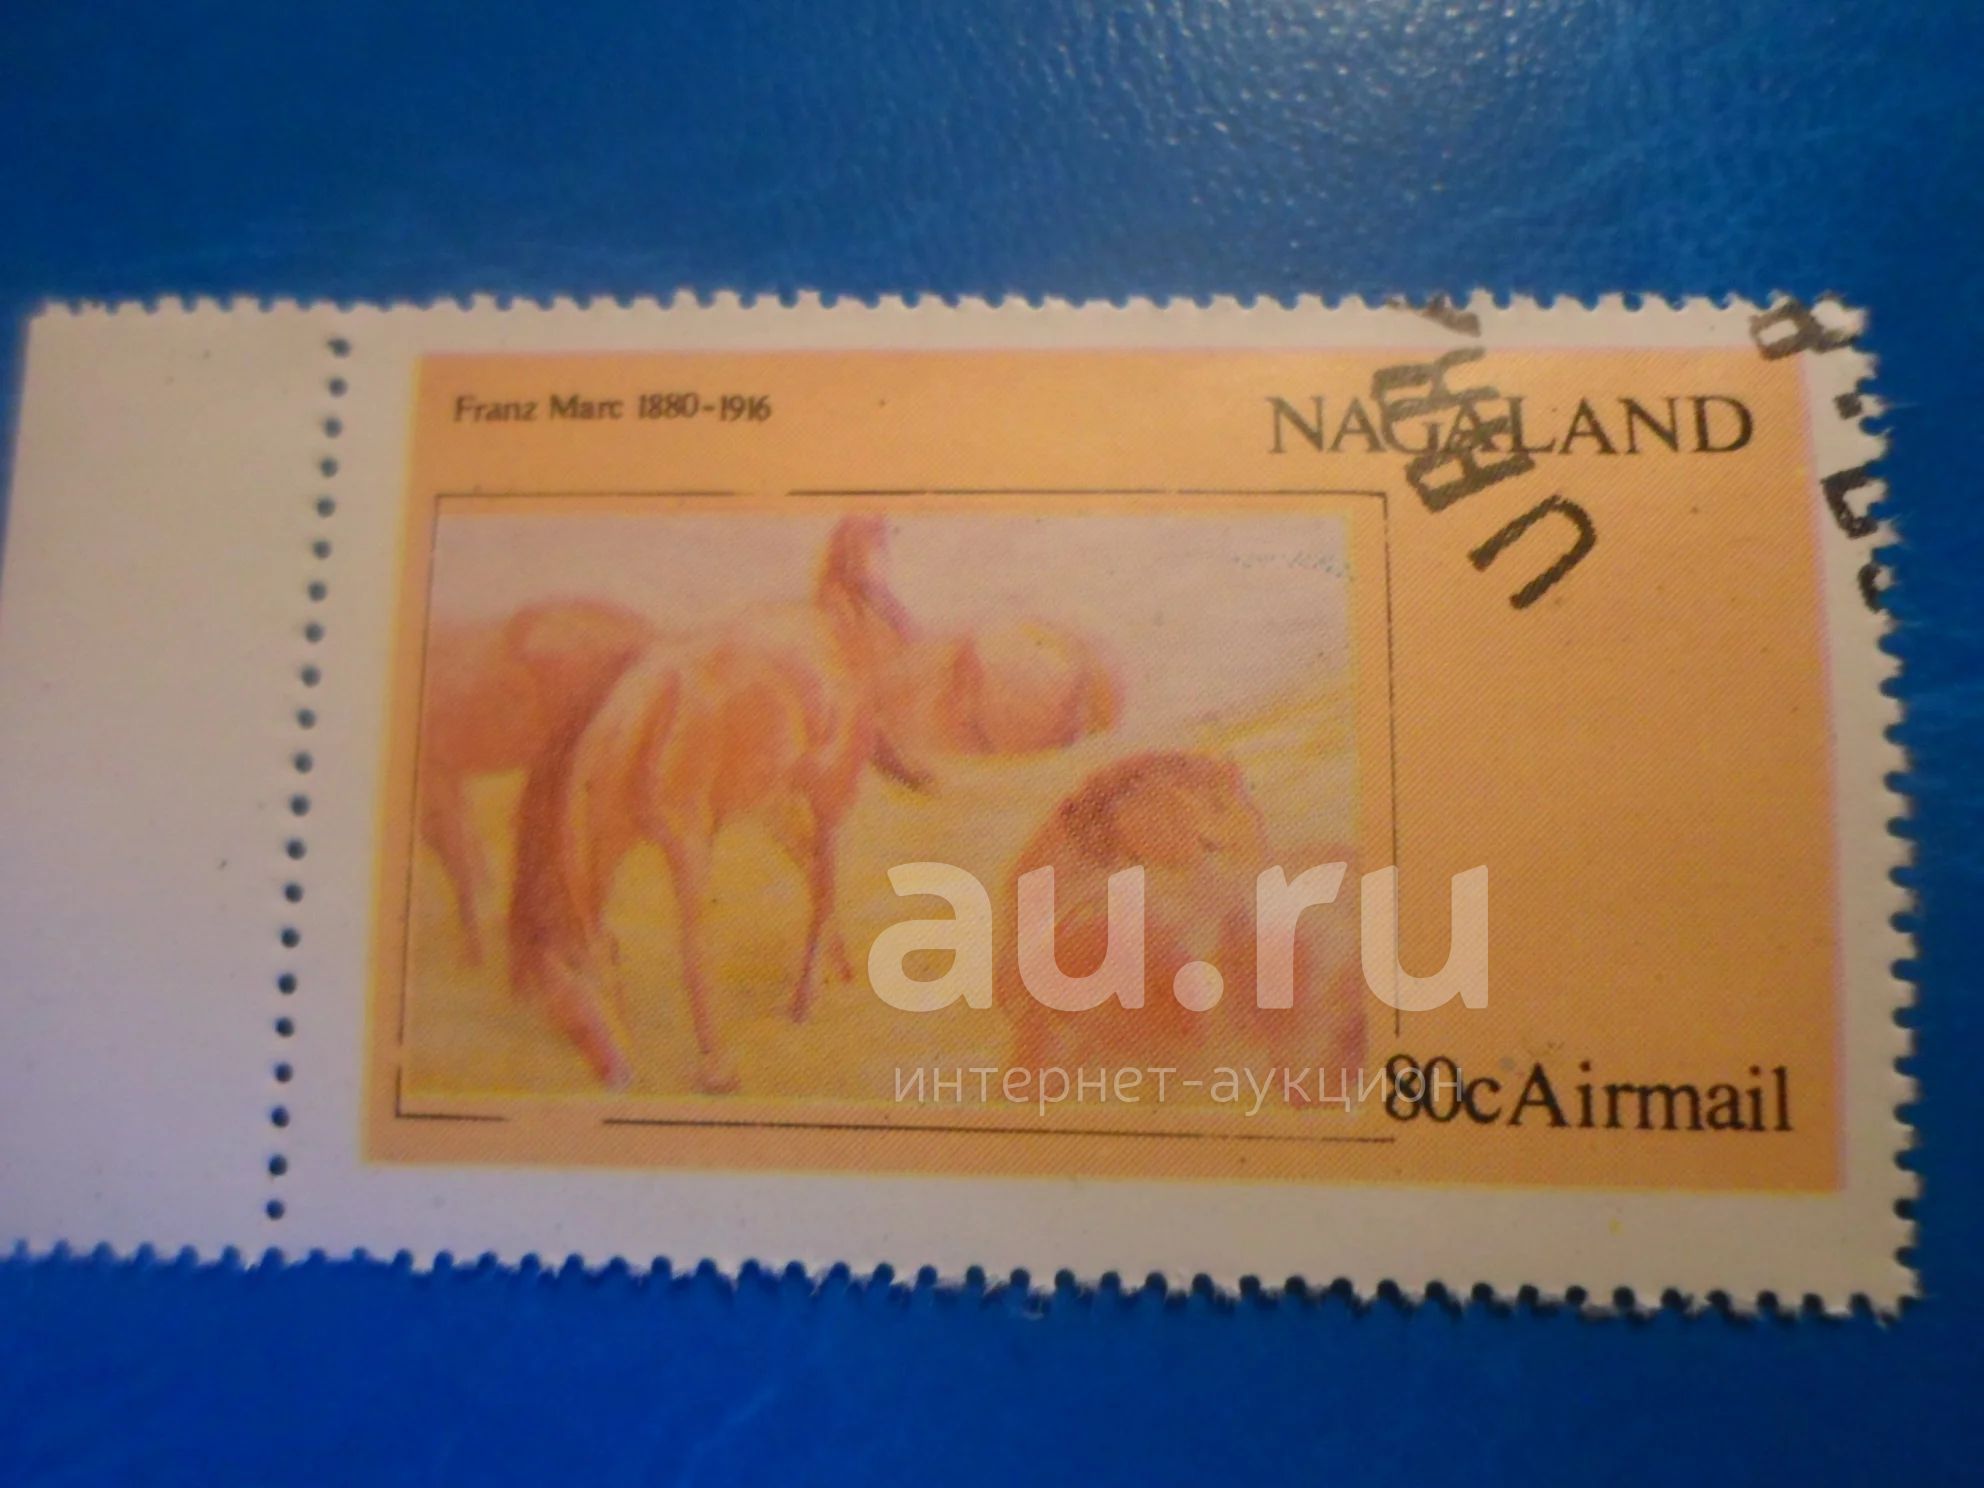 Franz Marc 1880-1916
NAGALAND
au.ru
интернет-аукцион
80c Airmail